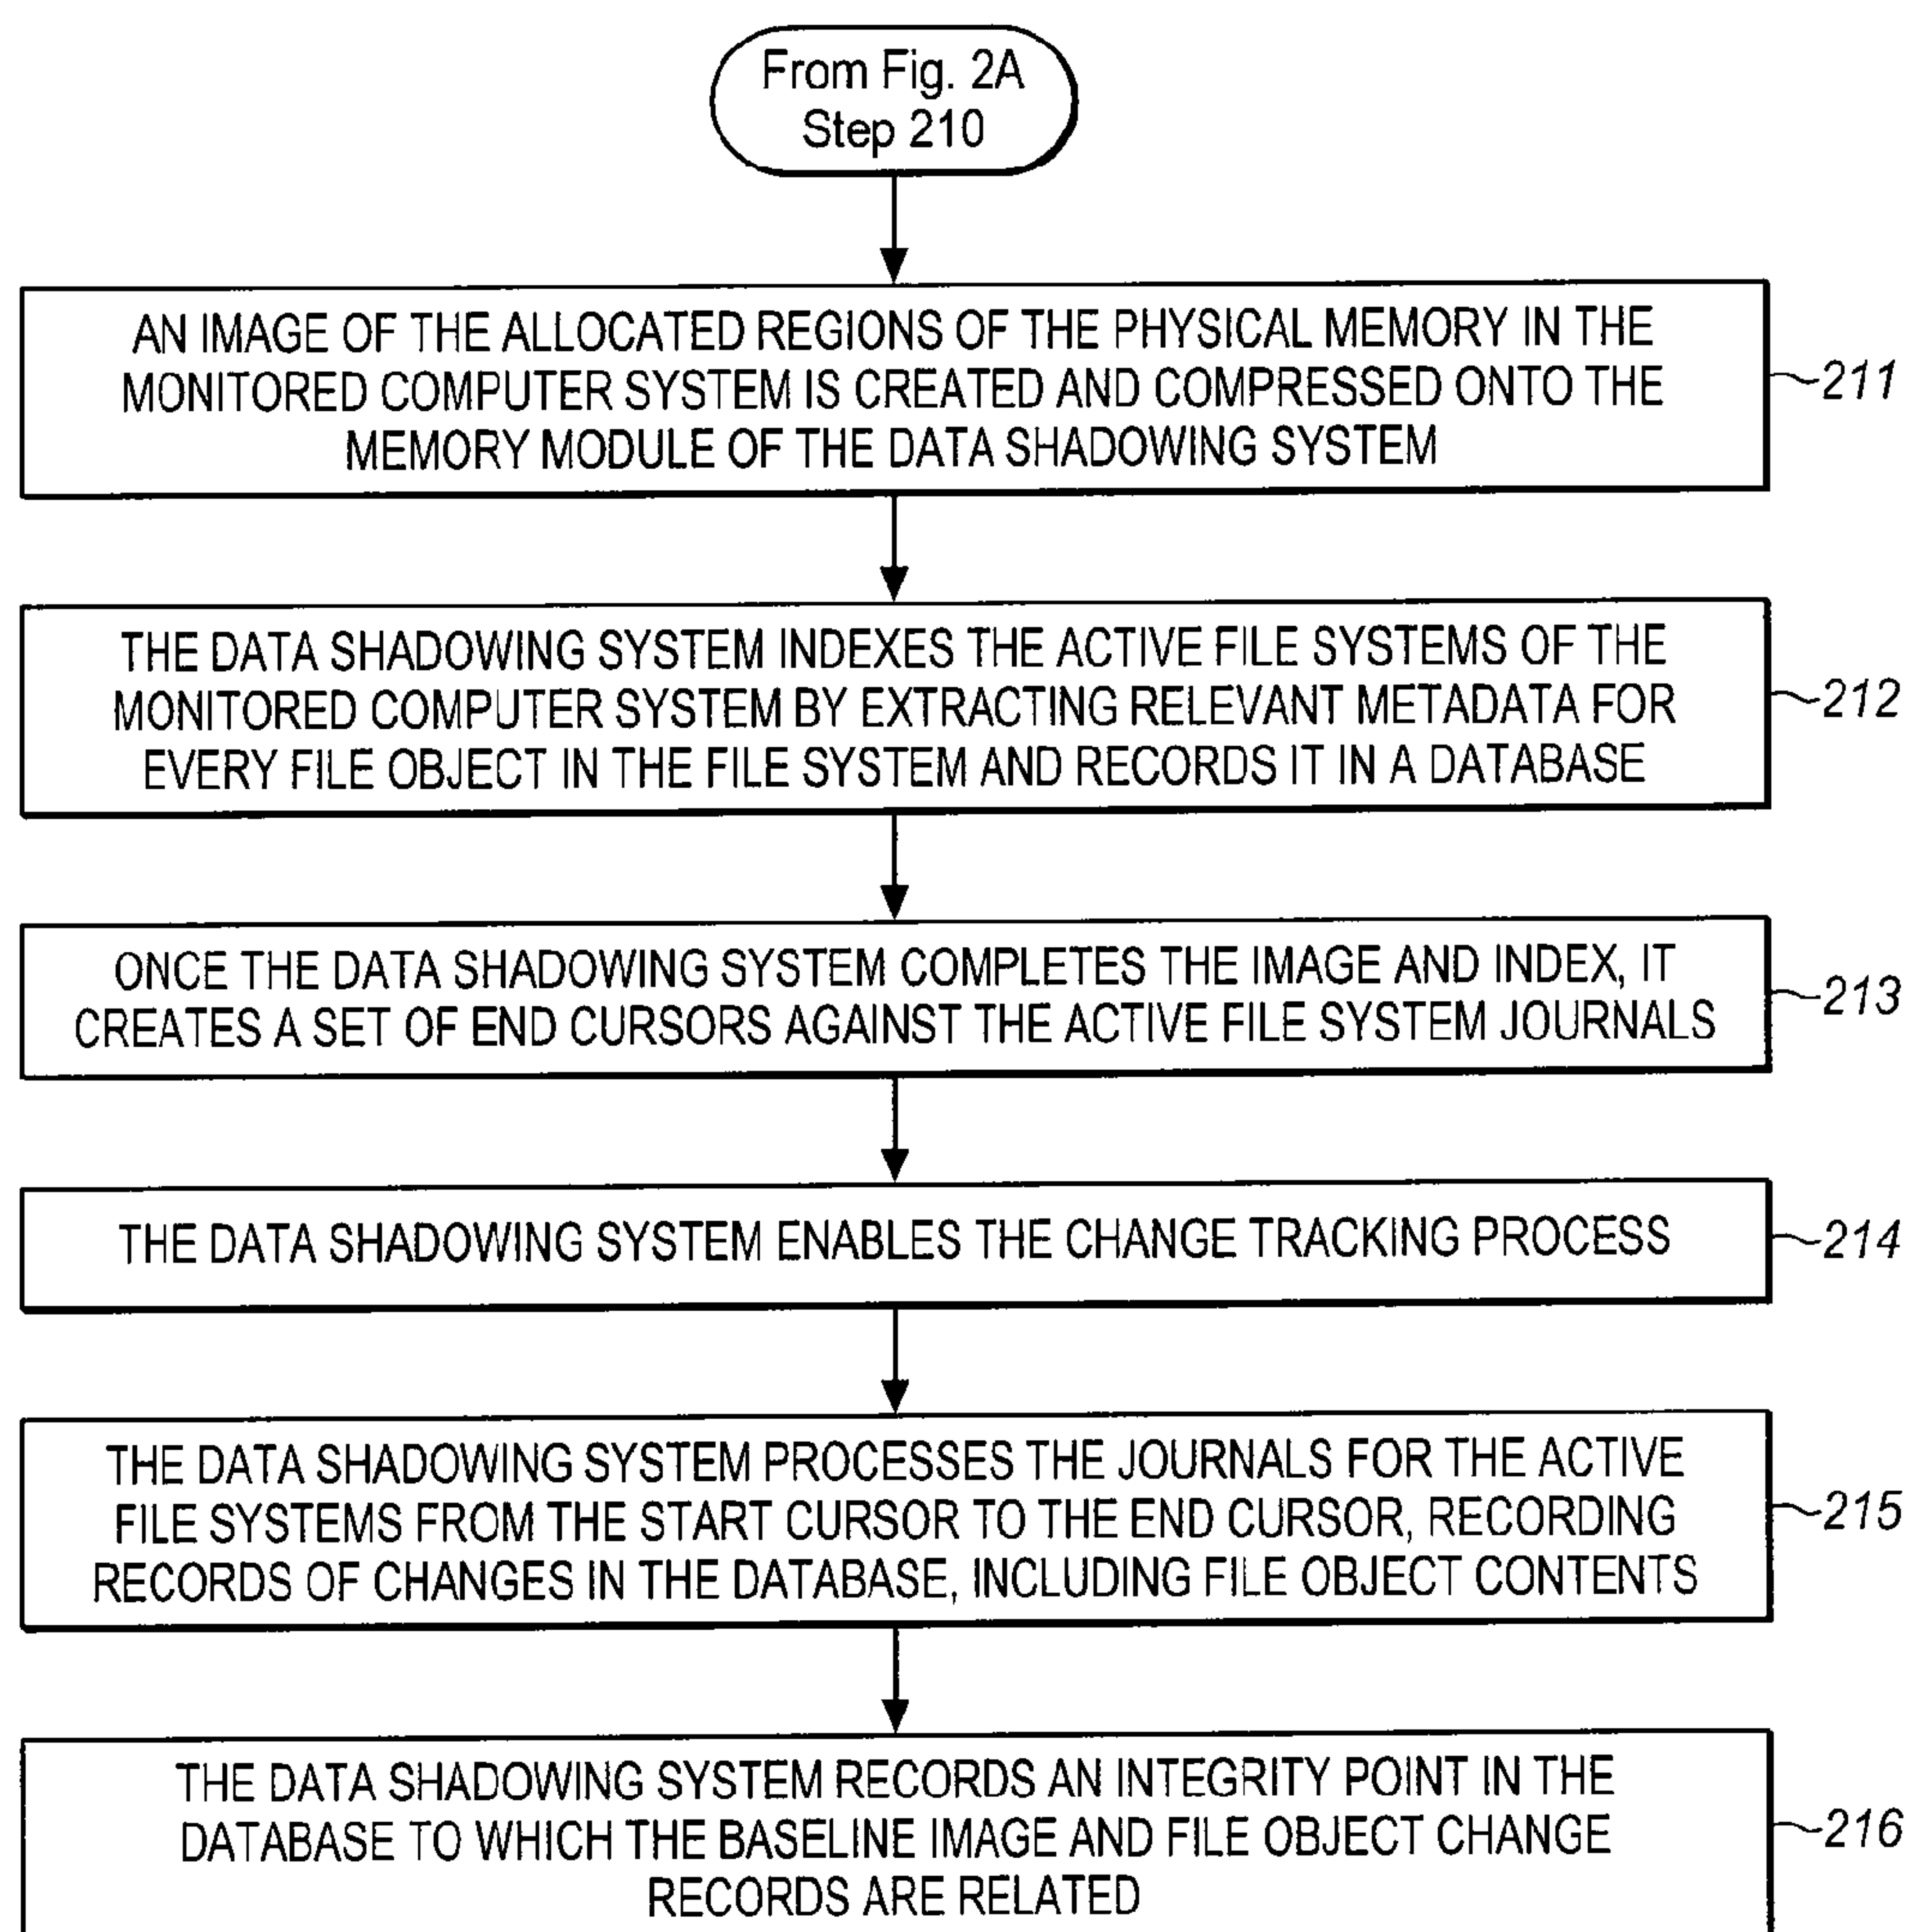 From Fig. 2A
Step 210
AN IMAGE OF THE ALLOCATED REGIONS OF THE PHYSICAL MEMORY IN THE
MONITORED COMPUTER SYSTEM IS CREATED AND COMPRESSED ONTO THE
MEMORY MODULE OF THE DATA SHADOWING SYSTEM
211
THE DATA SHADOWING SYSTEM INDEXES THE ACTIVE FILE SYSTEMS OF THE
MONITORED COMPUTER SYSTEM BY EXTRACTING RELEVANT METADATA FOR
EVERY FILE OBJECT IN THE FILE SYSTEM AND RECORDS IT IN A DATABASE
212
ONCE THE DATA SHADOWING SYSTEM COMPLETES THE IMAGE AND INDEX, IT
CREATES A SET OF END CURSORS AGAINST THE ACTIVE FILE SYSTEM JOURNALS
213
THE DATA SHADOWING SYSTEM ENABLES THE CHANGE TRACKING PROCESS
214
THE DATA SHADOWING SYSTEM PROCESSES THE JOURNALS FOR THE ACTIVE
FILE SYSTEMS FROM THE START CURSOR TO THE END CURSOR, RECORDING
RECORDS OF CHANGES IN THE DATABASE, INCLUDING FILE OBJECT CONTENTS
215
THE DATA SHADOWING SYSTEM RECORDS AN INTEGRITY POINT IN THE
DATABASE TO WHICH THE BASELINE IMAGE AND FILE OBJECT CHANGE
RECORDS ARE RELATED
216